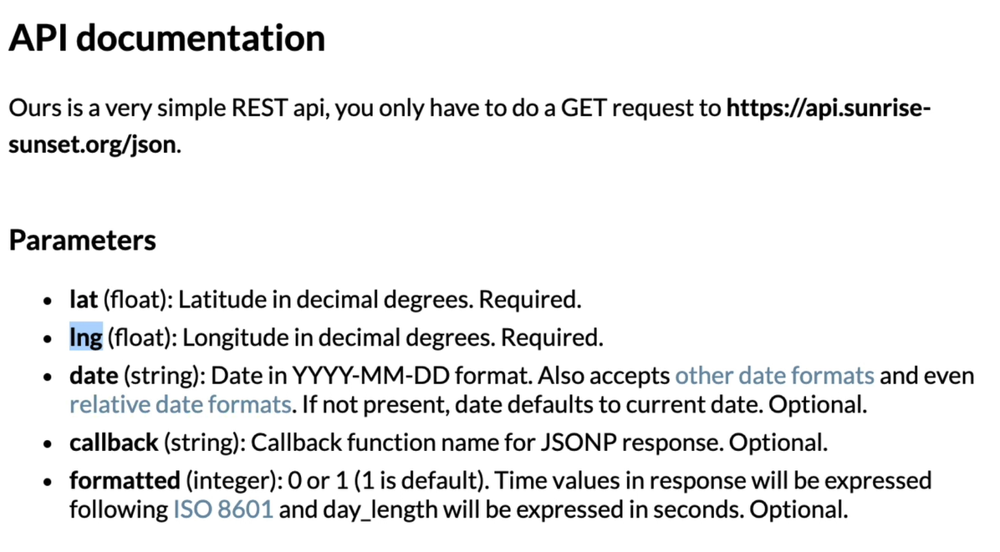 API documentation
Ours is a very simple REST api, you only have to do a GET request to https://api.sunrise-
sunset.org/json.
Parameters
• lat (float): Latitude in decimal degrees. Required.
• lng (float): Longitude in decimal degrees. Required.
• date (string): Date in YYYY-MM-DD format. Also accepts other date formats and even
relative date formats. If not present, date defaults to current date. Optional.
• callback (string): Callback function name for JSONP response. Optional.
• formatted (integer): 0 or 1 (1 is default). Time values in response will be expressed
following ISO 8601 and day_length will be expressed in seconds. Optional.